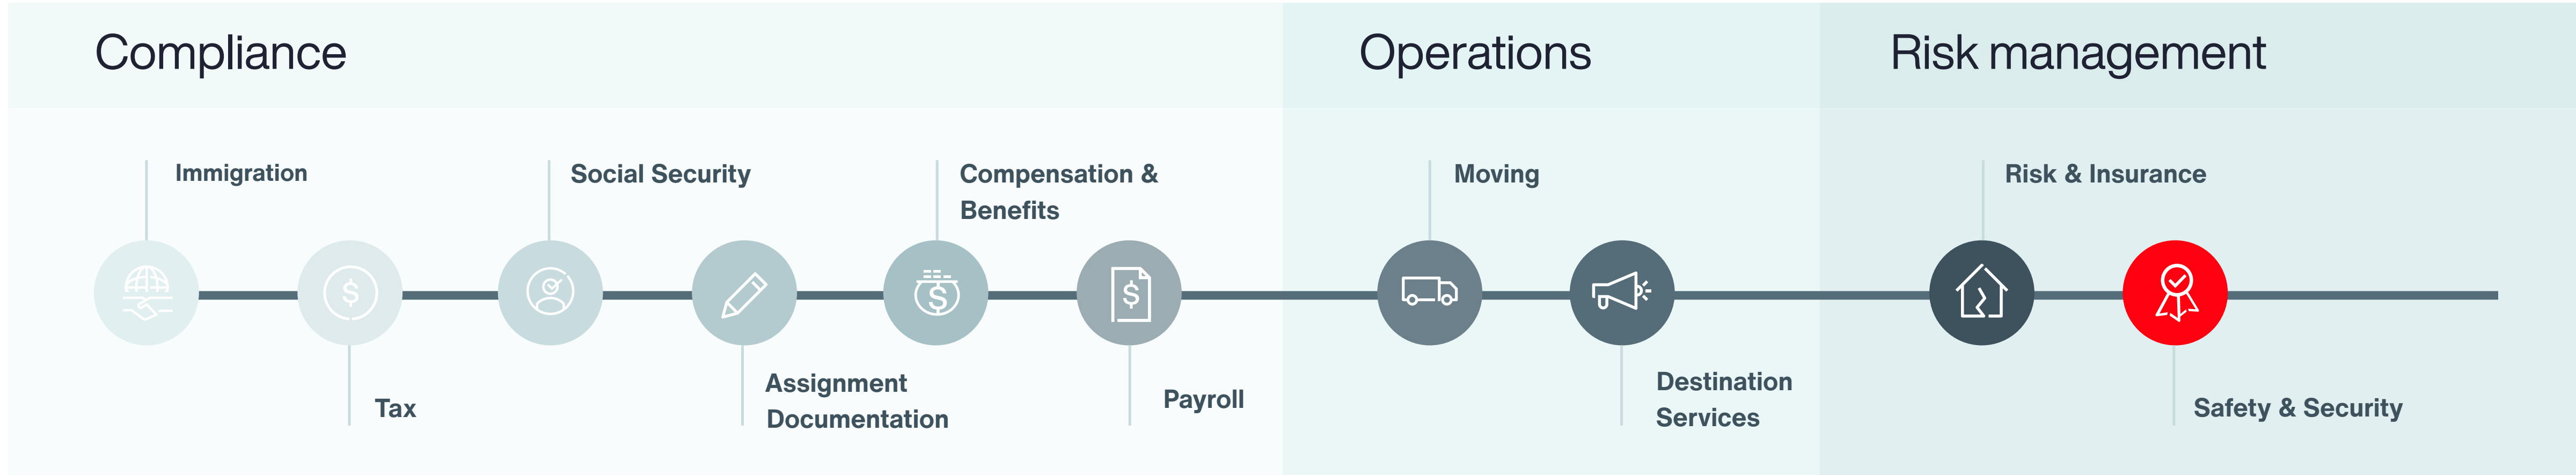 Compliance
Operations
Risk management
Immigration
Tax
Social Security
Assignment
Documentation
Compensation &
Benefits
Payroll
Moving
Destination
Services
Risk & Insurance
Safety & Security
$
$
$